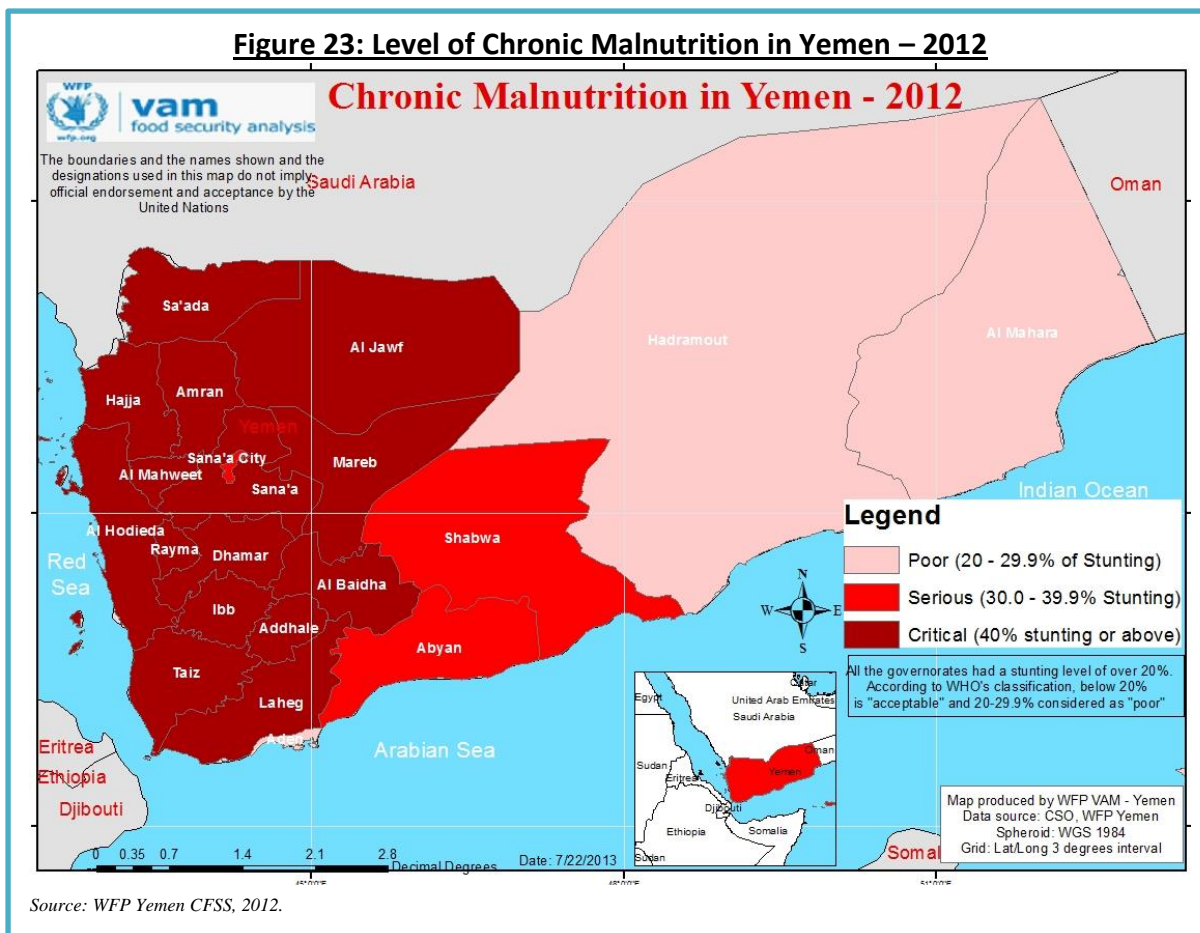 Figure 23: Level of Chronic Malnutrition in Yemen – 2012
Chronic Malnutrition in Yemen - 2012
WFP
wfp.org
vam
food security analysis
The boundaries and the names shown and the
designations used in this map do not imply
official endorsement and acceptance by the
United Nations
Saudi Arabia
Oman
Sa'ada
Al Jawf
Hadramout
Al Mahara
Hajja
Amran
Yemen
Sana'a City
Mareb
Al Mahweet
Sana'a
Indian Ocean
Al Hodieda
Shabwa
Rayma
Dhamar
Red
Sea
Al Baidha
Ibb
Addhale
Abyan
Taiz
Laheg
Aden
Arabian Sea
Eritrea
Ethiopia
Djibouti
Somal
Legend
Poor (20 - 29.9% of Stunting)
Serious (30.0 - 39.9% Stunting)
Critical (40% stunting or above)
N
W E
S
All the governorates had a stunting level of over 20%.
According to WHO's classification, below 20%
is "acceptable" and 20-29.9% considered as "poor"
Egypt
Qatar
United Arab Emirates
Saudi Arabia
Oman
Sudan
Yemen
Eritrea
Djibouti
Ethiopia
Somalia
Sudan
Map produced by WFP VAM - Yemen
Data source: CSO, WFP Yemen
Spheroid: WGS 1984
Grid: Lat/Long 3 degrees interval
0 0.35 0.7 1.4 2.1 2.8
Decimal Degrees
Date: 7/22/2013
Source: WFP Yemen CFSS, 2012.